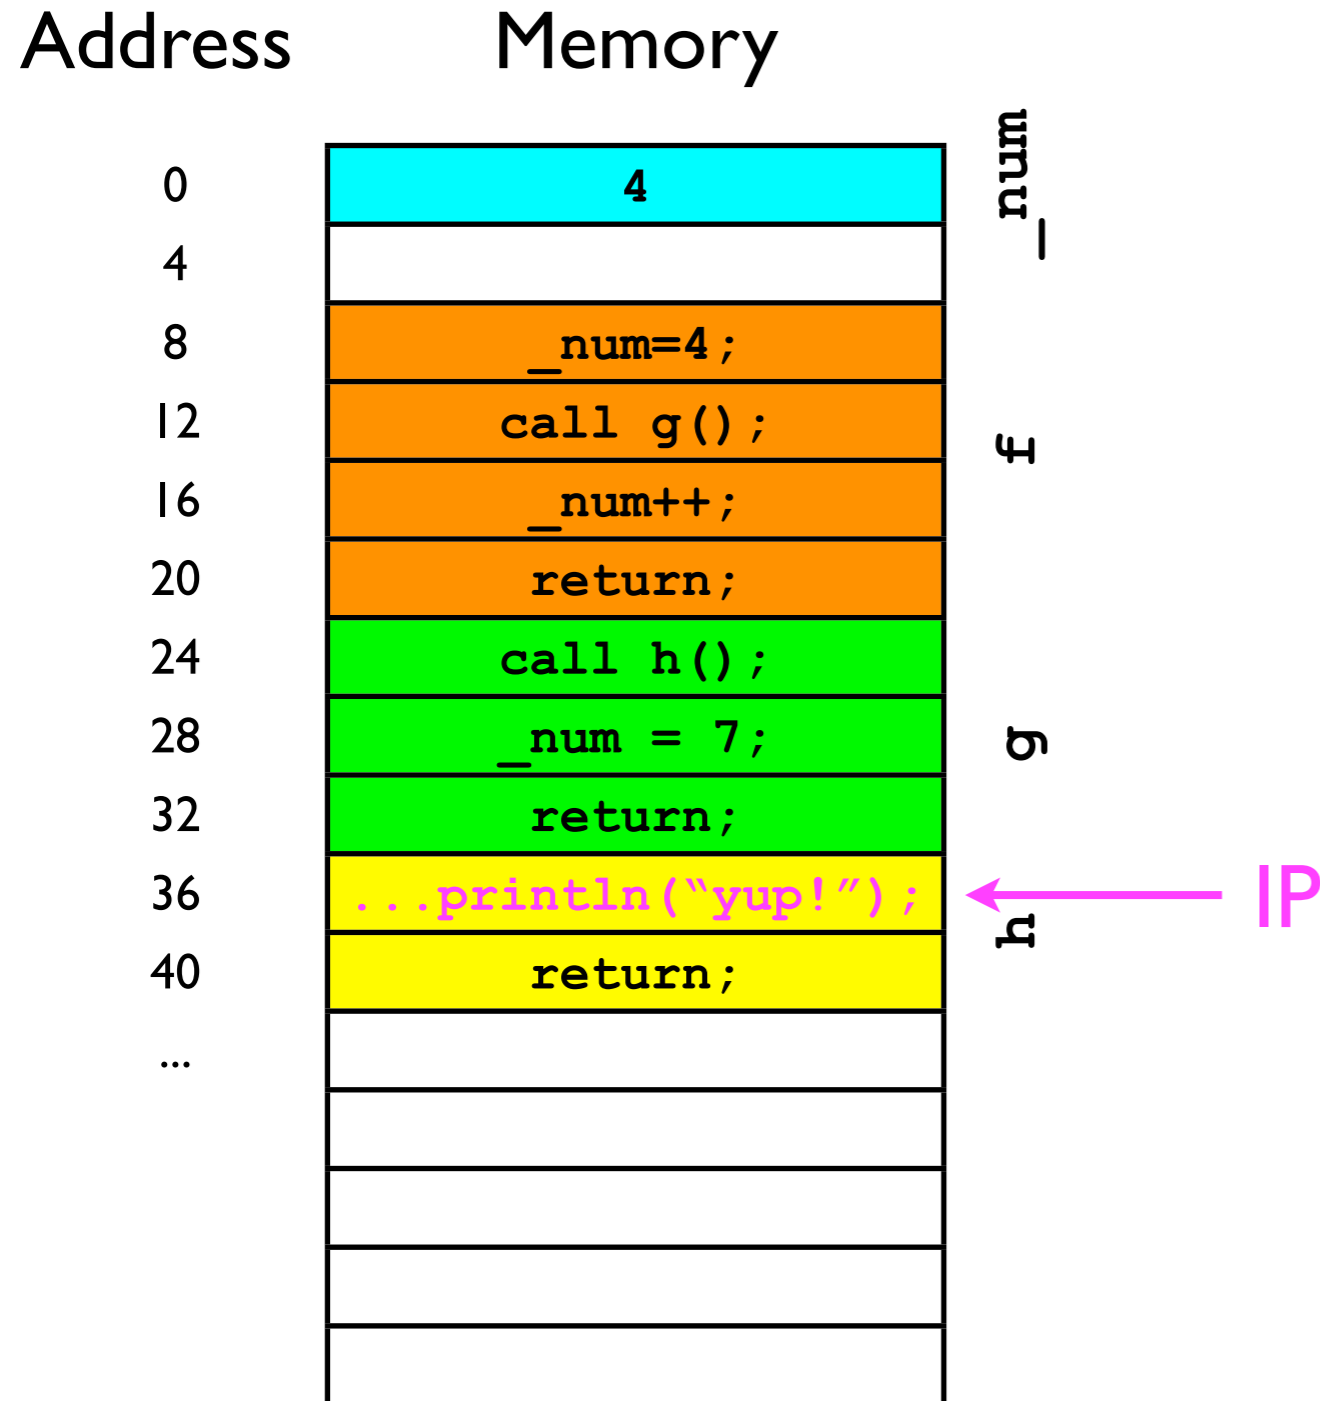 Address Memory
_num
0 4
4
8 _num=4;
12 call g();
f
16 _num++;
20 return;
24 call h();
28 _num = 7;
g
32 return;
36 ...println(“yup!”); IP
h
40 return;
...